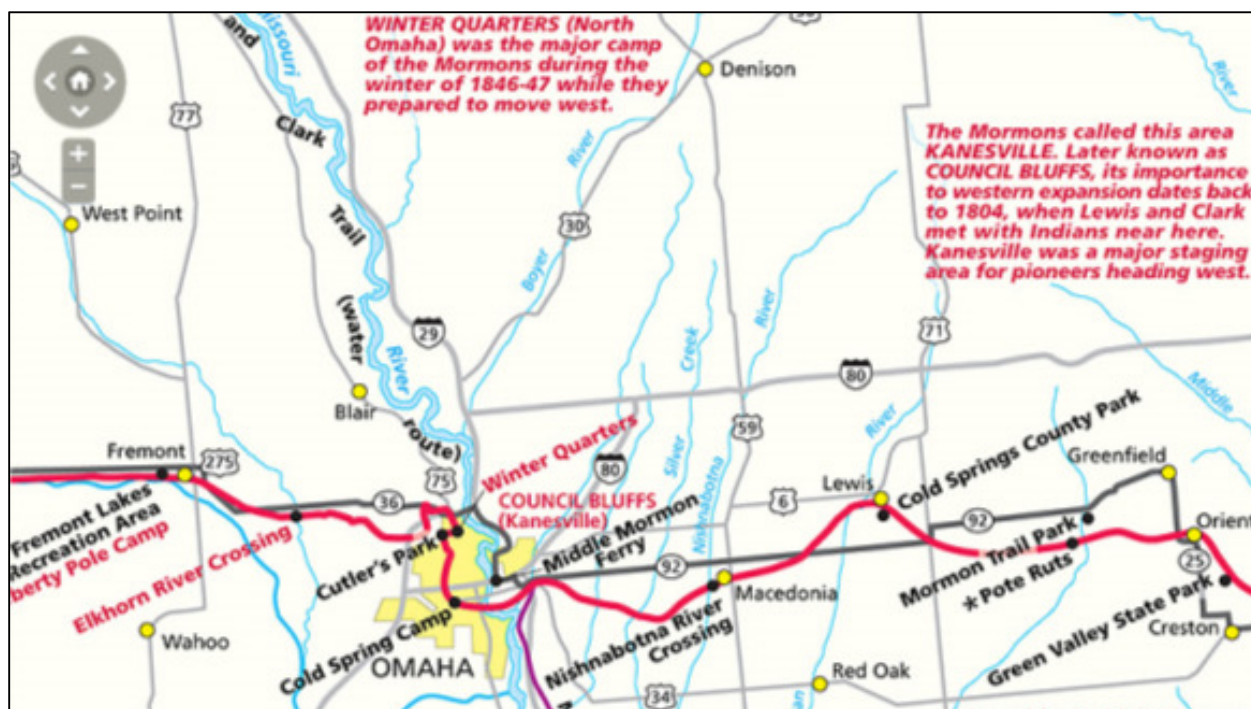 WINTER QUARTERS (North
Omaha) was the major camp
of the Mormons during the
winter of 1846-47 while they
prepared to move west.
The Mormons called this area
KANESVILLE. Later known as
COUNCIL BLUFFS, its importance
to western expansion dates back
to 1804, when Lewis and Clark
met with Indians near here.
Kanesville was a major staging
area for pioneers heading west.
Missouri
River
and
Clark
Trail
(water
route)
77
Denison
River
West Point
30
Boyer
River
29
71
River
80
Middle
Blair
Creek
59
Silver
Nishnabotna
River
Winter Quarters
80
Fremont
275
75
36
COUNCIL BLUFFS
(Kanesville)
6
Lewis
Cold Springs County Park
Greenfield
92
Fremont Lakes
Recreation Area
berty Pole Camp
Elkhorn River Crossing
Cutler's Park
Middle Mormon
Ferry
92
Mormon Trail Park
*Pote Ruts
Orient
25
Macedonia
Wahoo
Cold Spring Camp
OMAHA
Nishnabotna River
Crossing
Green Valley State Park
Creston
Red Oak
34